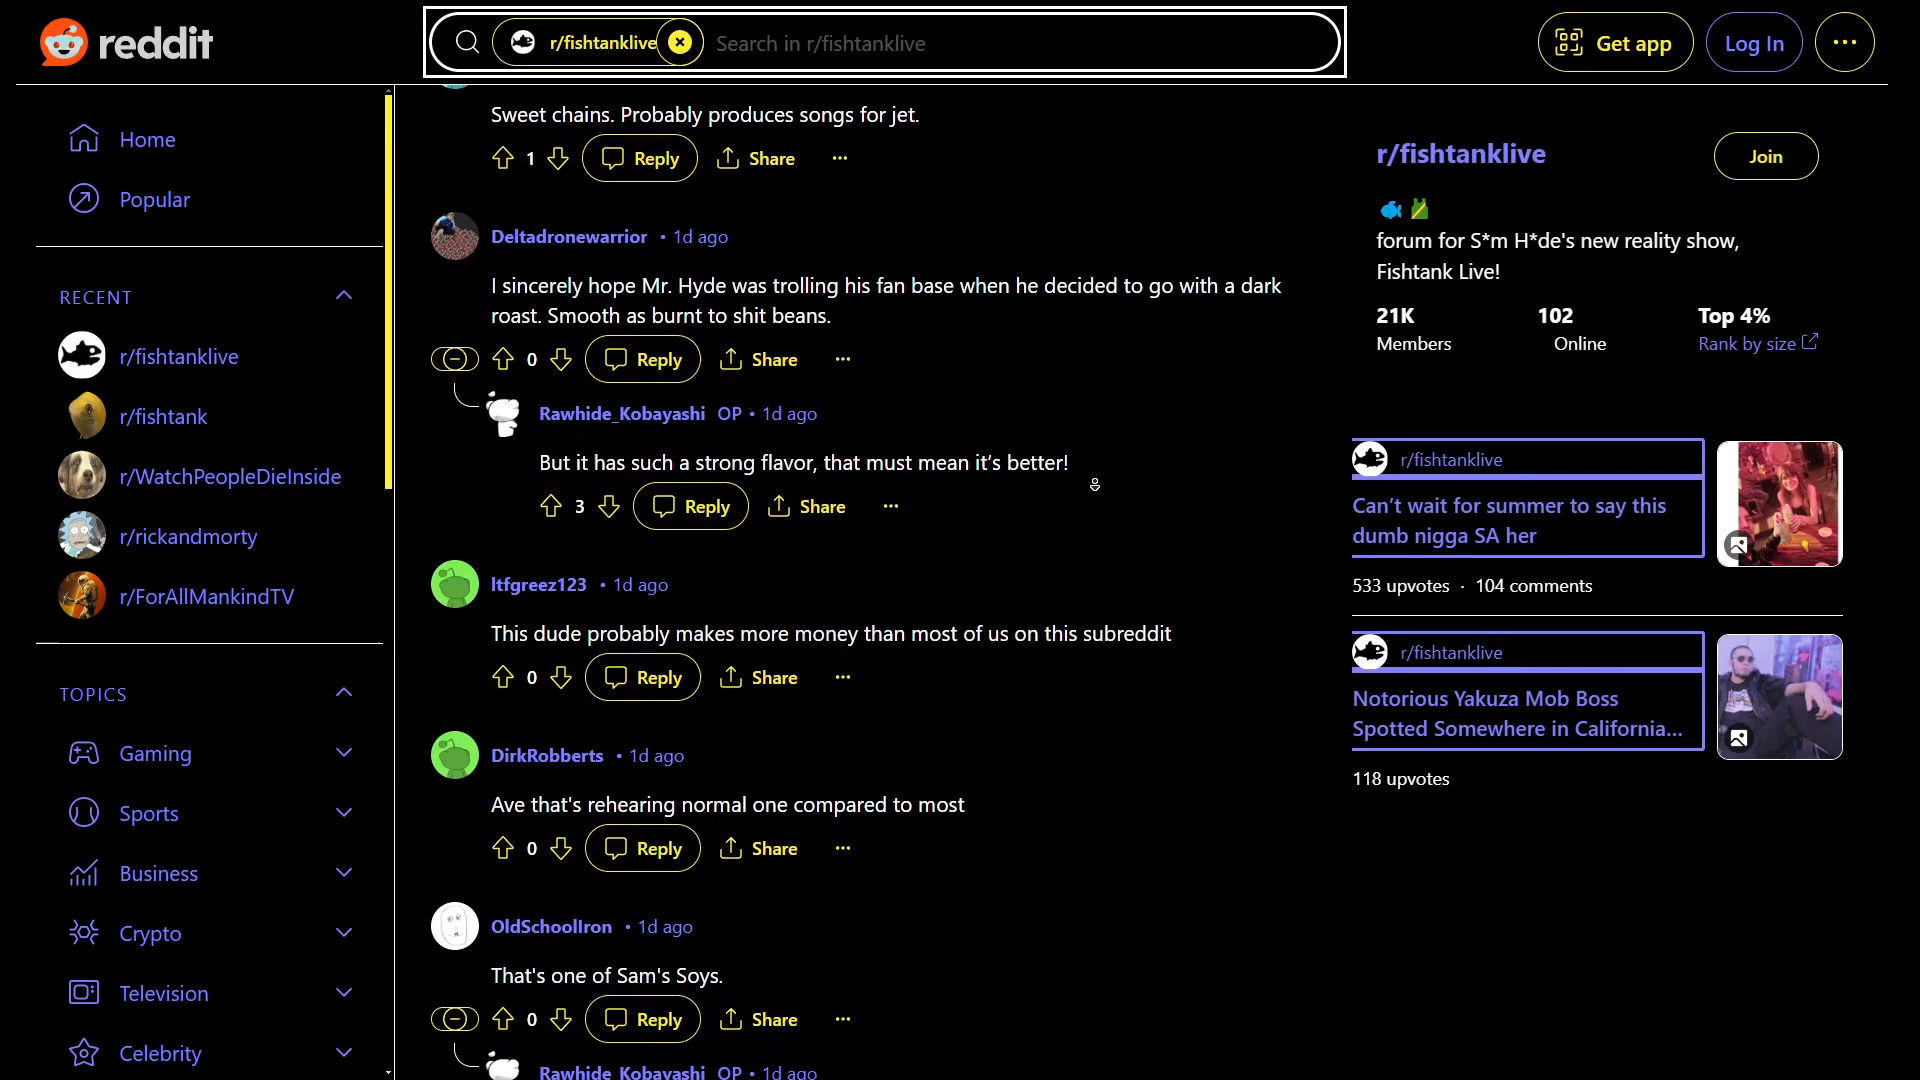 reddit
r/fishtanklive
Search in r/fishtanklive
Get app
Log In
Home
Popular
RECENT
r/fishtanklive
r/fishtank
r/WatchPeopleDieInside
r/rickandmorty
r/ForAllMankindTV
TOPICS
Gaming
Sports
Business
Crypto
Television
Celebrity
Sweet chains. Probably produces songs for jet.
1 Reply Share
Deltadronewarrior • 1d ago
I sincerely hope Mr. Hyde was trolling his fan base when he decided to go with a dark
roast. Smooth as burnt to shit beans.
0 Reply Share
Rawhide_Kobayashi OP • 1d ago
But it has such a strong flavor, that must mean it’s better!
3 Reply Share
ltfgreez123 • 1d ago
This dude probably makes more money than most of us on this subreddit
0 Reply Share
DirkRobberts • 1d ago
Ave that's rehearing normal one compared to most
0 Reply Share
OldSchoolIron • 1d ago
That's one of Sam's Soys.
0 Reply Share
Rawhide_Kobayashi OP • 1d ago
r/fishtanklive
Join
forum for S*m H*de's new reality show,
Fishtank Live!
21K 102 Top 4%
Members Online Rank by size
r/fishtanklive
Can’t wait for summer to say this
dumb nigga SA her
533 upvotes · 104 comments
r/fishtanklive
Notorious Yakuza Mob Boss
Spotted Somewhere in California...
118 upvotes